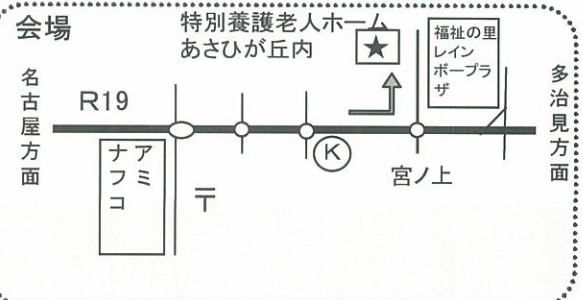 会場
特別養護老人ホーム
あさひが丘内
★
福祉の里
レイン
ボープラ
ザ
名古屋方面
R19
多治見方面
アミ
ナフコ
〒
K
宮ノ上